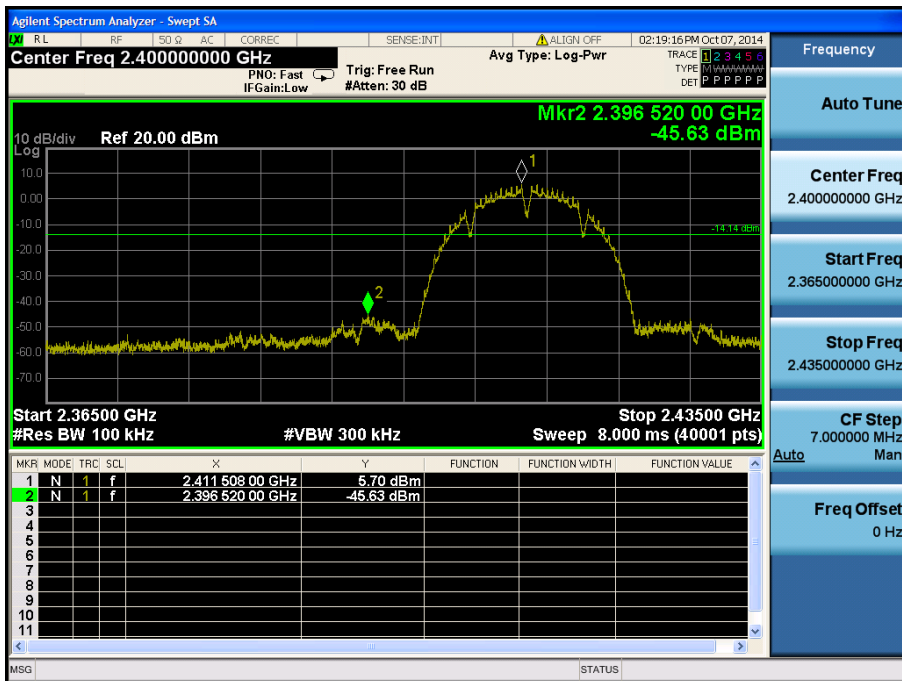 Agilent Spectrum Analyzer - Swept SA
LXI RL RF 50 Ω AC CORREC SENSE:INT ALIGN OFF 02:19:16 PM Oct 07, 2014
Center Freq 2.400000000 GHz
PNO: Fast
IFGain:Low
Trig: Free Run
#Atten: 30 dB
Avg Type: Log-Pwr
TRACE 1 2 3 4 5 6
TYPE M WWWWW
DET P P P P P P
Mkr2 2.396 520 00 GHz
-45.63 dBm
10 dB/div Ref 20.00 dBm
Log
10.0
0.00
-10.0
-20.0
-30.0
-40.0
-50.0
-60.0
-70.0
1
2
-14.14 dBm
Start 2.36500 GHz Stop 2.43500 GHz
#Res BW 100 kHz #VBW 300 kHz Sweep 8.000 ms (40001 pts)
MKR MODE TRC SCL X Y FUNCTION FUNCTION WIDTH FUNCTION VALUE
1 N 1 f 2.411 508 00 GHz 5.70 dBm
2 N 1 f 2.396 520 00 GHz -45.63 dBm
3
4
5
6
7
8
9
10
11
MSG STATUS
Frequency
Auto Tune
Center Freq
2.400000000 GHz
Start Freq
2.365000000 GHz
Stop Freq
2.435000000 GHz
CF Step
7.000000 MHz
Auto Man
Freq Offset
0 Hz